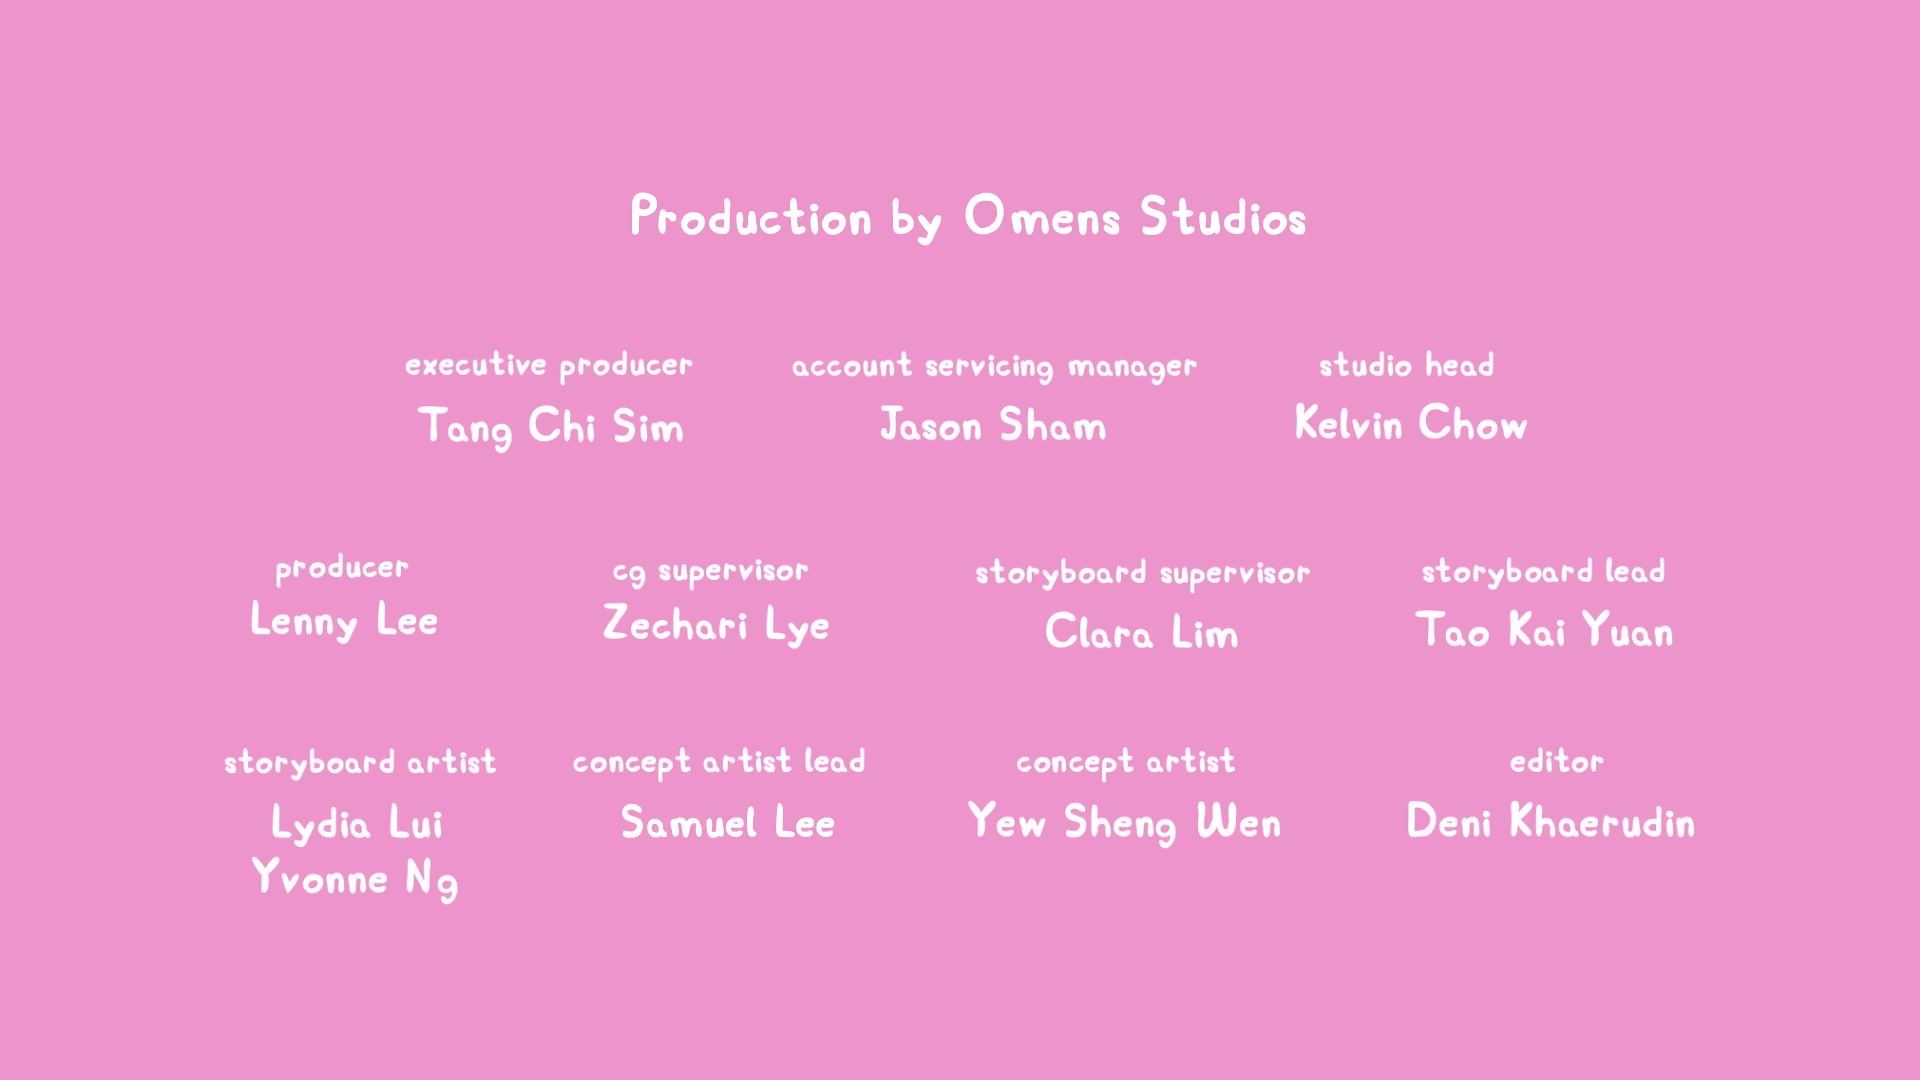 Production by Omens Studios
executive producer
Tang Chi Sim
account servicing manager
Jason Sham
studio head
Kelvin Chow
producer
Lenny Lee
cg supervisor
Zechari Lye
storyboard supervisor
Clara Lim
storyboard lead
Tao Kai Yuan
storyboard artist
Lydia Lui
Yvonne Ng
concept artist lead
Samuel Lee
concept artist
Yew Sheng Wen
editor
Deni Khaerudin